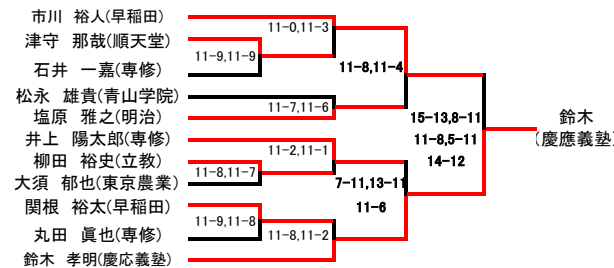 市川 裕人(早稲田)
津守 那哉(順天堂)
石井 一嘉(専修)
松永 雄貴(青山学院)
塩原 雅之(明治)
井上 陽太郎(専修)
柳田 裕史(立教)
大須 郁也(東京農業)
関根 裕太(早稲田)
丸田 眞也(専修)
鈴木 孝明(慶応義塾)
11-9,11-9
11-8,11-7
11-9,11-8
11-0,11-3
11-7,11-6
11-2,11-1
11-8,11-2
11-8,11-4
7-11,13-11
11-6
15-13,8-11
11-8,5-11
14-12
鈴木
(慶應義塾)